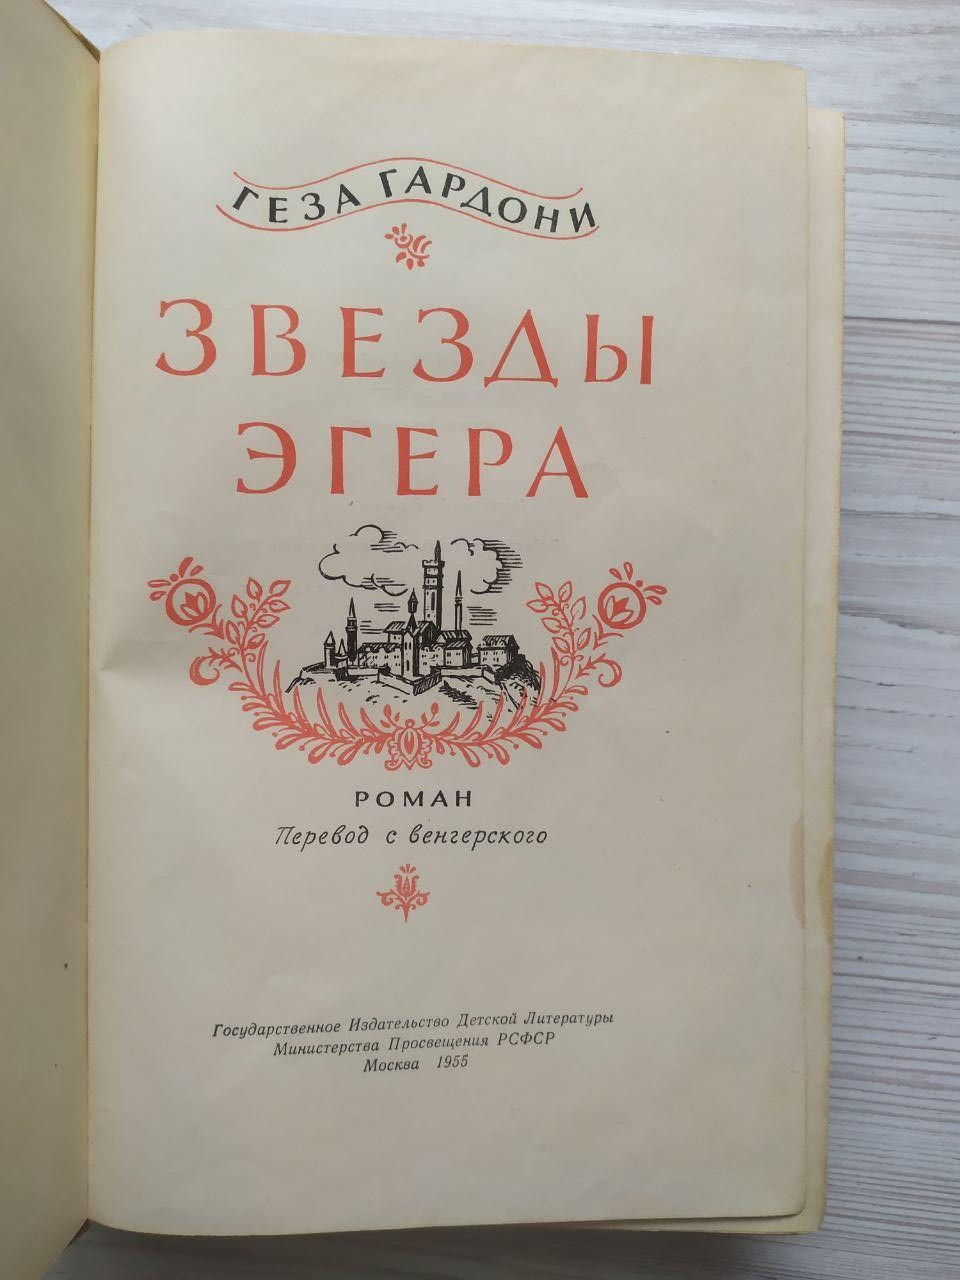 ГЕЗА ГАРДОНИ
ЗВЕЗДЫ
ЭГЕРА
РОМАН
Перевод с венгерского
Государственное Издательство Детской Литературы
Министерства Просвещения РСФСР
Москва 1955